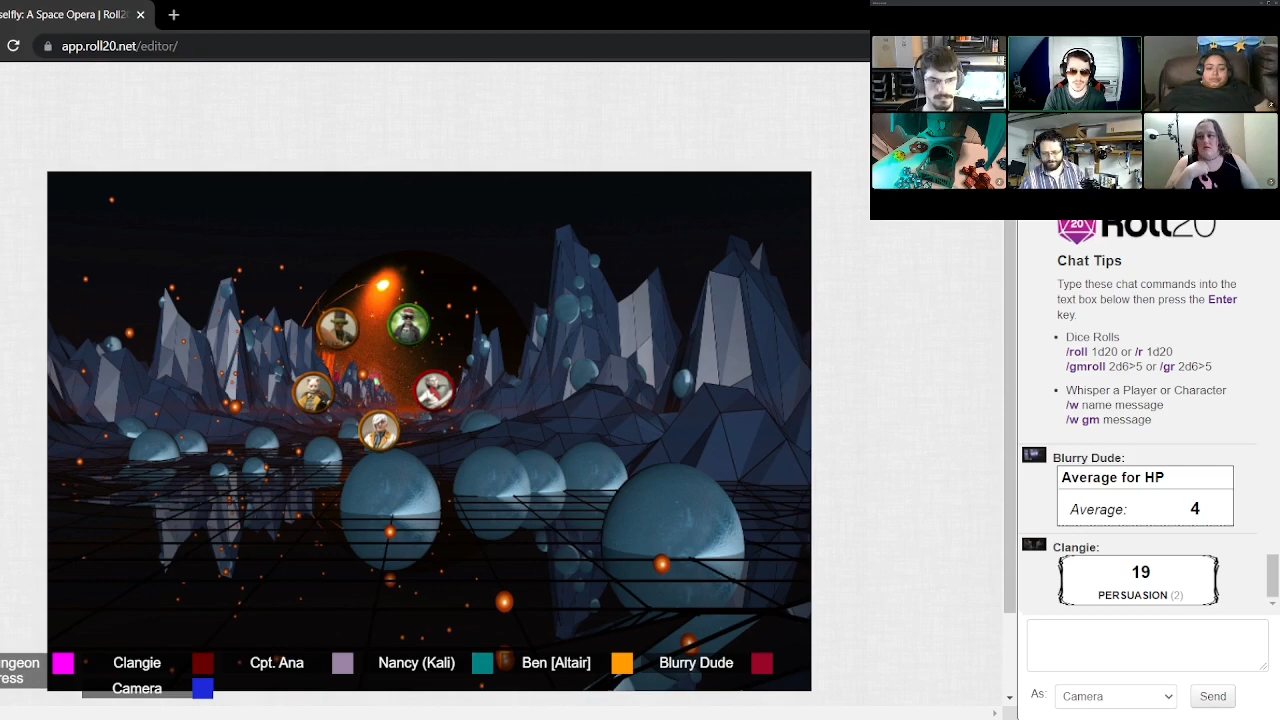 selfly: A Space Opera | Roll20
app.roll20.net/editor/
20
Roll20
Chat Tips
Type these chat commands into the
text box below then press the Enter
key.
Dice Rolls
/roll 1d20 or /r 1d20
/gmroll 2d6>5 or /gr 2d6>5
Whisper a Player or Character
/w name message
/w gm message
Blurry Dude:
Average for HP
Average: 4
Clangie:
19
PERSUASION (2)
As: Camera Send
ungeon
ress
Clangie
Cpt. Ana
Nancy (Kali)
Ben [Altair]
Blurry Dude
Camera